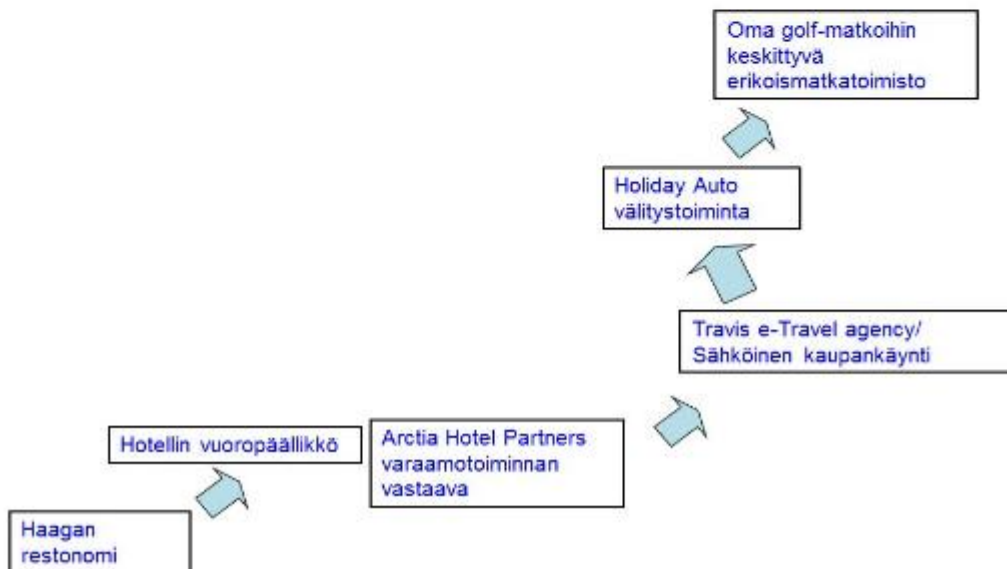 Oma golf-matkoihin
keskittyvä
erikoismatkatoimisto
Holiday Auto
välitystoiminta
Travis e-Travel agency/
Sähköinen kaupankäynti
Hotellin vuoropäällikkö
Arctia Hotel Partners
varaamotoiminnan
vastaava
Haagan
restonomi